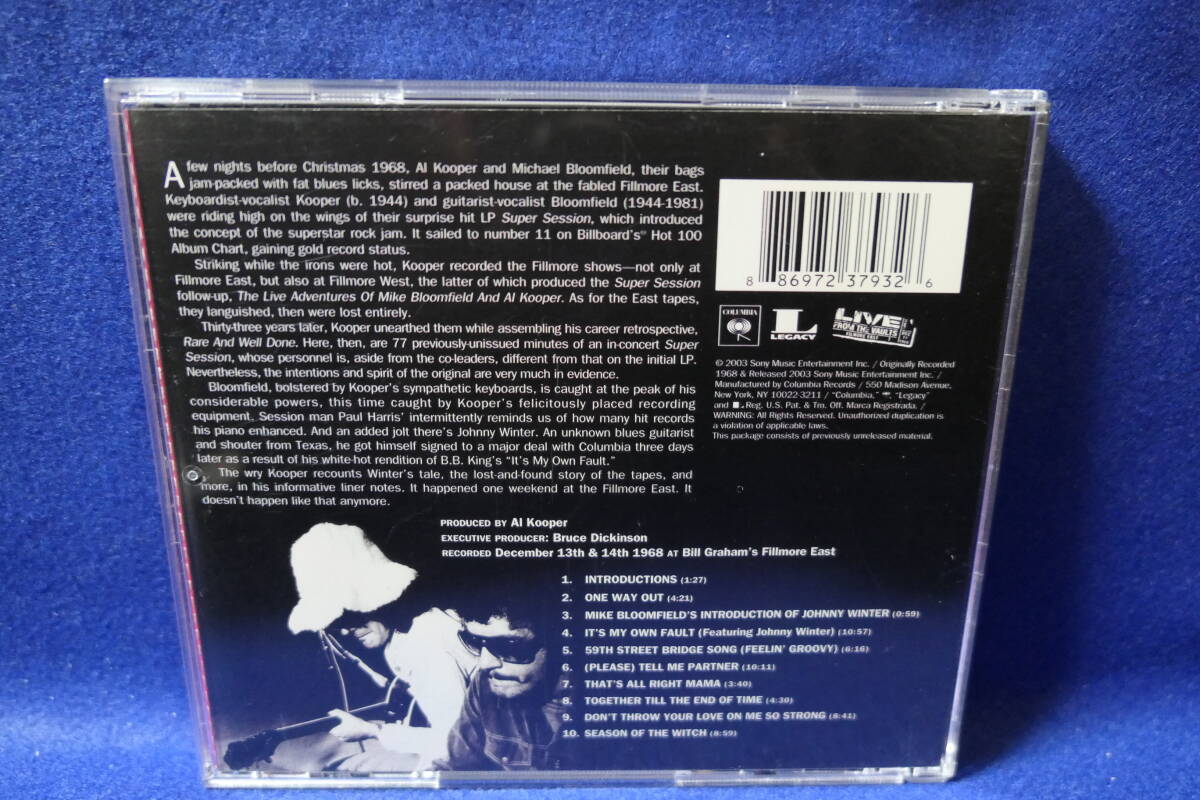 A few nights before Christmas 1968, Al Kooper and Michael Bloomfield, their bags
jam-packed with fat blues licks, stirred a packed house at the fabled Fillmore East.
Keyboardist-vocalist Kooper (b. 1944) and guitarist-vocalist Bloomfield (1944-1981)
were riding high on the wings of their surprise hit LP Super Session, which introduced
the concept of the superstar rock jam. It sailed to number 11 on Billboard's® Hot 100
Album Chart, gaining gold record status.
Striking while the irons were hot, Kooper recorded the Fillmore shows—not only at
Fillmore East, but also at Fillmore West, the latter of which produced the Super Session
follow-up, The Live Adventures Of Mike Bloomfield And Al Kooper. As for the East tapes,
they languished, then were lost entirely.
Thirty-three years later, Kooper unearthed them while assembling his career retrospective,
Rare And Well Done. Here, then, are 77 previously-unissued minutes of an in-concert Super
Session, whose personnel is, aside from the co-leaders, different from that on the initial LP.
Nevertheless, the intentions and spirit of the original are very much in evidence.
Bloomfield, bolstered by Kooper's sympathetic keyboards, is caught at the peak of his
considerable powers, this time caught by Kooper's felicitously placed recording
equipment. Session man Paul Harris' intermittently reminds us of how many hit records
his piano enhanced. And an added jolt there's Johnny Winter. An unknown blues guitarist
and shouter from Texas, he got himself signed to a major deal with Columbia three days
later as a result of his white-hot rendition of B.B. King's "It's My Own Fault."
The wry Kooper recounts Winter's tale, the lost-and-found story of the tapes, and
more, in his informative liner notes. It happened one weekend at the Fillmore East. It
doesn't happen like that anymore.
8 86972 37932 6
COLUMBIA
L
LEGACY
LIVE
FROM THE VAULTS
FILLMORE EAST
© 2003 Sony Music Entertainment Inc. / Originally Recorded
1968 & Released 2003 Sony Music Entertainment Inc. /
Manufactured by Columbia Records / 550 Madison Avenue,
New York, NY 10022-3211 / "Columbia," "Legacy"
and Reg. U.S. Pat. & Tm. Off. Marca Registrada. /
WARNING: All Rights Reserved. Unauthorized duplication is
a violation of applicable laws.
This package consists of previously unreleased material.
PRODUCED BY Al Kooper
EXECUTIVE PRODUCER: Bruce Dickinson
RECORDED December 13th & 14th 1968 AT Bill Graham's Fillmore East
1. INTRODUCTIONS (1:27)
2. ONE WAY OUT (4:21)
3. MIKE BLOOMFIELD'S INTRODUCTION OF JOHNNY WINTER (0:59)
4. IT'S MY OWN FAULT (Featuring Johnny Winter) (10:57)
5. 59TH STREET BRIDGE SONG (FEELIN' GROOVY) (6:16)
6. (PLEASE) TELL ME PARTNER (10:11)
7. THAT'S ALL RIGHT MAMA (3:40)
8. TOGETHER TILL THE END OF TIME (4:30)
9. DON'T THROW YOUR LOVE ON ME SO STRONG (8:41)
10. SEASON OF THE WITCH (8:59)